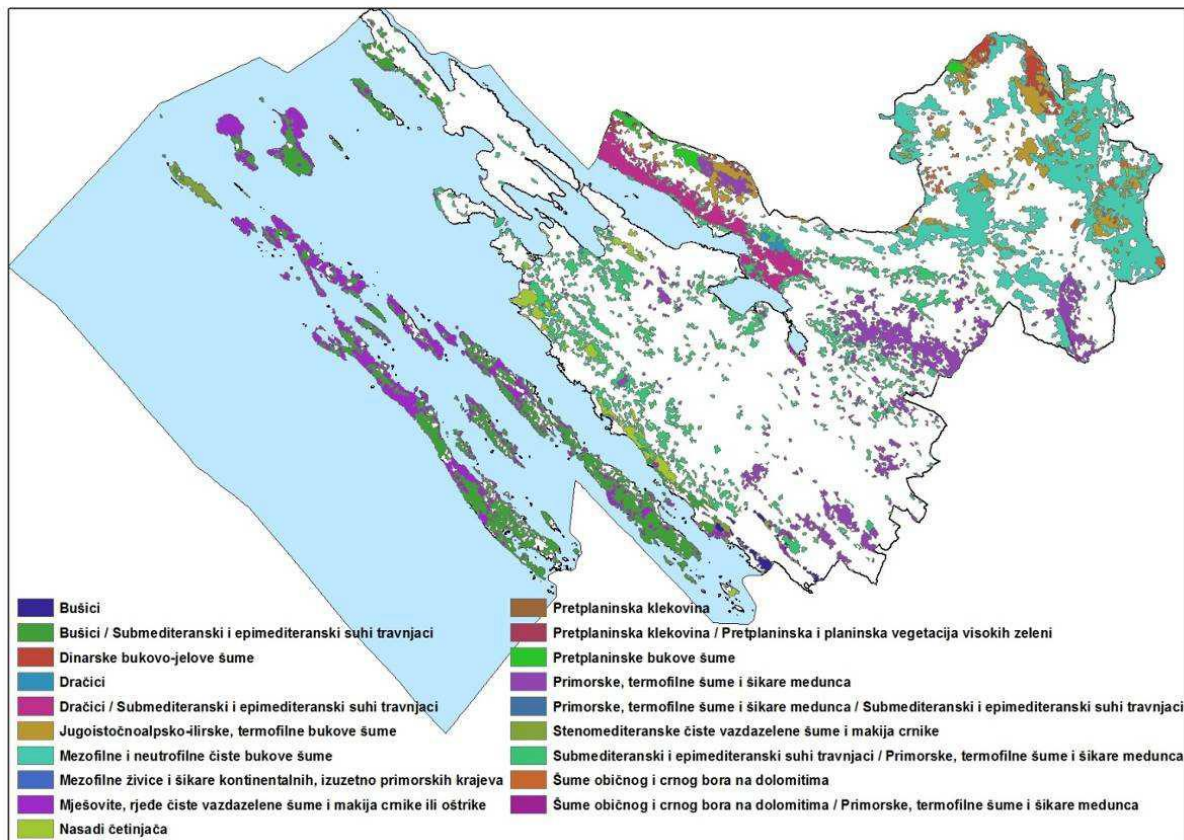 Bušici
Bušici / Submediteranski i epimediteranski suhi travnjaci
Dinarske bukovo-jelove šume
Dračici
Dračici / Submediteranski i epimediteranski suhi travnjaci
Jugoistočnoalpsko-ilirske, termofilne bukove šume
Mezofilne i neutrofilne čiste bukove šume
Mezofilne živice i šikare kontinentalnih, izuzetno primorskih krajeva
Mješovite, rjeđe čiste vazdazelene šume i makija crnike ili oštrike
Nasadi četinjača
Pretplaninska klekovina
Pretplaninska klekovina / Pretplaninska i planinska vegetacija visokih zeleni
Pretplaninske bukove šume
Primorske, termofilne šume i šikare medunca
Primorske, termofilne šume i šikare medunca / Submediteranski i epimediteranski suhi travnjaci
Stenomediteranske čiste vazdazelene šume i makija crnike
Submediteranski i epimediteranski suhi travnjaci / Primorske, termofilne šume i šikare medunca
Šume običnog i crnog bora na dolomitima
Šume običnog i crnog bora na dolomitima / Primorske, termofilne šume i šikare medunca